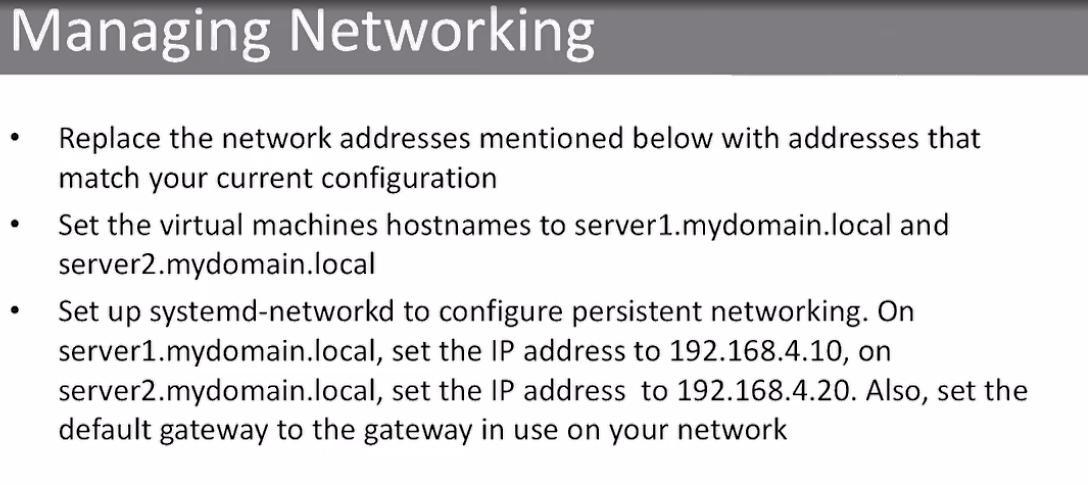 Managing Networking
• Replace the network addresses mentioned below with addresses that
match your current configuration
• Set the virtual machines hostnames to server1.mydomain.local and
server2.mydomain.local
• Set up systemd-networkd to configure persistent networking. On
server1.mydomain.local, set the IP address to 192.168.4.10, on
server2.mydomain.local, set the IP address  to 192.168.4.20. Also, set the
default gateway to the gateway in use on your network